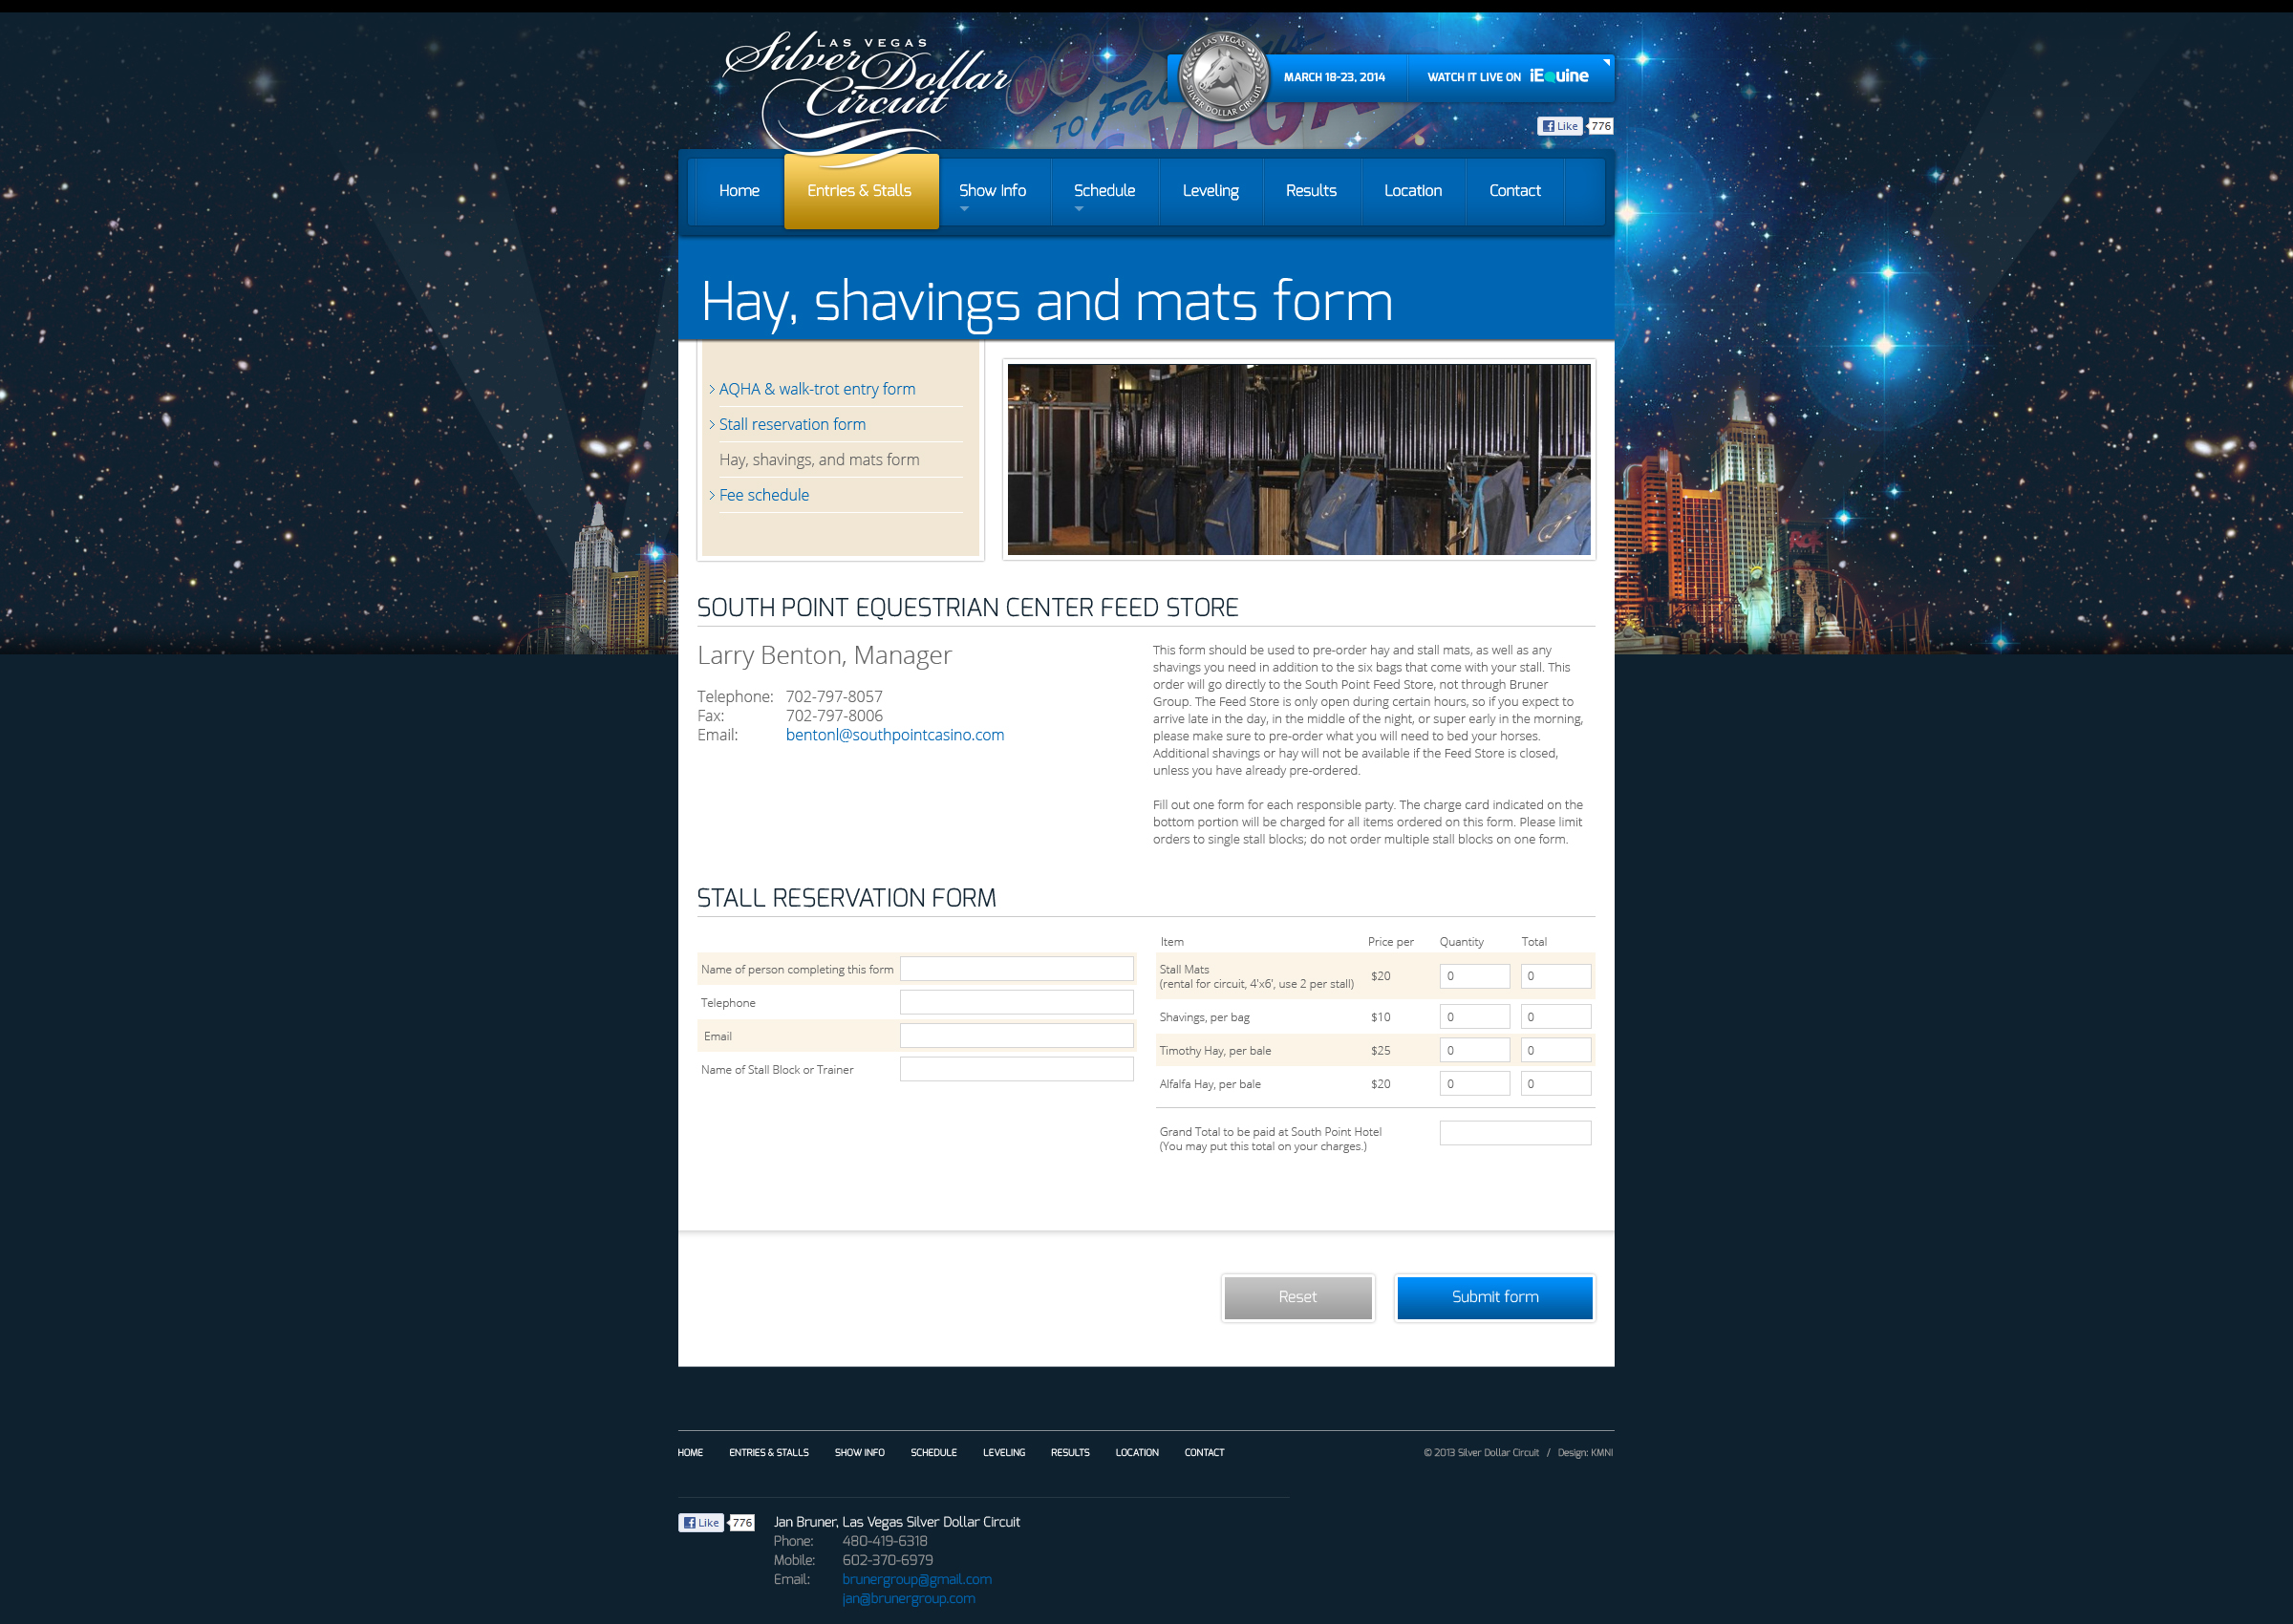 LAS VEGAS
Silver Dollar
Circuit
WEL
TO Fabulous
VEGAS
LAS VEGAS
SILVER DOLLAR CIRCUIT
MARCH 18-23, 2014
WATCH IT LIVE ON iEquine
Like 776
Home
Entries & Stalls
Show Info
Schedule
Leveling
Results
Location
Contact
Hay, shavings and mats form
AQHA & walk-trot entry form
Stall reservation form
Hay, shavings, and mats form
Fee schedule
SOUTH POINT EQUESTRIAN CENTER FEED STORE
Larry Benton, Manager
Telephone: 702-797-8057
Fax: 702-797-8006
Email: bentonl@southpointcasino.com
This form should be used to pre-order hay and stall mats, as well as any
shavings you need in addition to the six bags that come with your stall. This
order will go directly to the South Point Feed Store, not through Bruner
Group. The Feed Store is only open during certain hours, so if you expect to
arrive late in the day, in the middle of the night, or super early in the morning,
please make sure to pre-order what you will need to bed your horses.
Additional shavings or hay will not be available if the Feed Store is closed,
unless you have already pre-ordered.
Fill out one form for each responsible party. The charge card indicated on the
bottom portion will be charged for all items ordered on this form. Please limit
orders to single stall blocks; do not order multiple stall blocks on one form.
STALL RESERVATION FORM
Name of person completing this form
Telephone
Email
Name of Stall Block or Trainer
Item Price per Quantity Total
Stall Mats
(rental for circuit, 4'x6', use 2 per stall) $20 0 0
Shavings, per bag $10 0 0
Timothy Hay, per bale $25 0 0
Alfalfa Hay, per bale $20 0 0
Grand Total to be paid at South Point Hotel
(You may put this total on your charges.)
Reset
Submit form
HOME ENTRIES & STALLS SHOW INFO SCHEDULE LEVELING RESULTS LOCATION CONTACT
© 2013 Silver Dollar Circuit / Design: KMNI
Like 776
Jan Bruner, Las Vegas Silver Dollar Circuit
Phone: 480-419-6318
Mobile: 602-370-6979
Email: brunergroup@gmail.com
jan@brunergroup.com